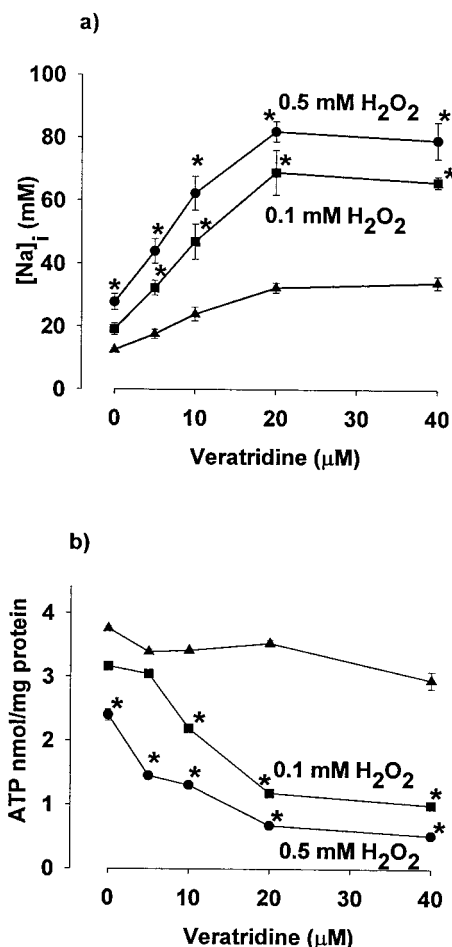 a)
100
80
60
40
20
0
[Na]i (mM)
* 0.5 mM H2O2 *
* * *
* 0.1 mM H2O2
*
* *
*
0 10 20 30 40
Veratridine (μM)
b)
4
3
2
1
0
ATP nmol/mg protein
*
*
* *
* 0.1 mM H2O2 *
* 0.5 mM H2O2 *
0 10 20 30 40
Veratridine (μM)